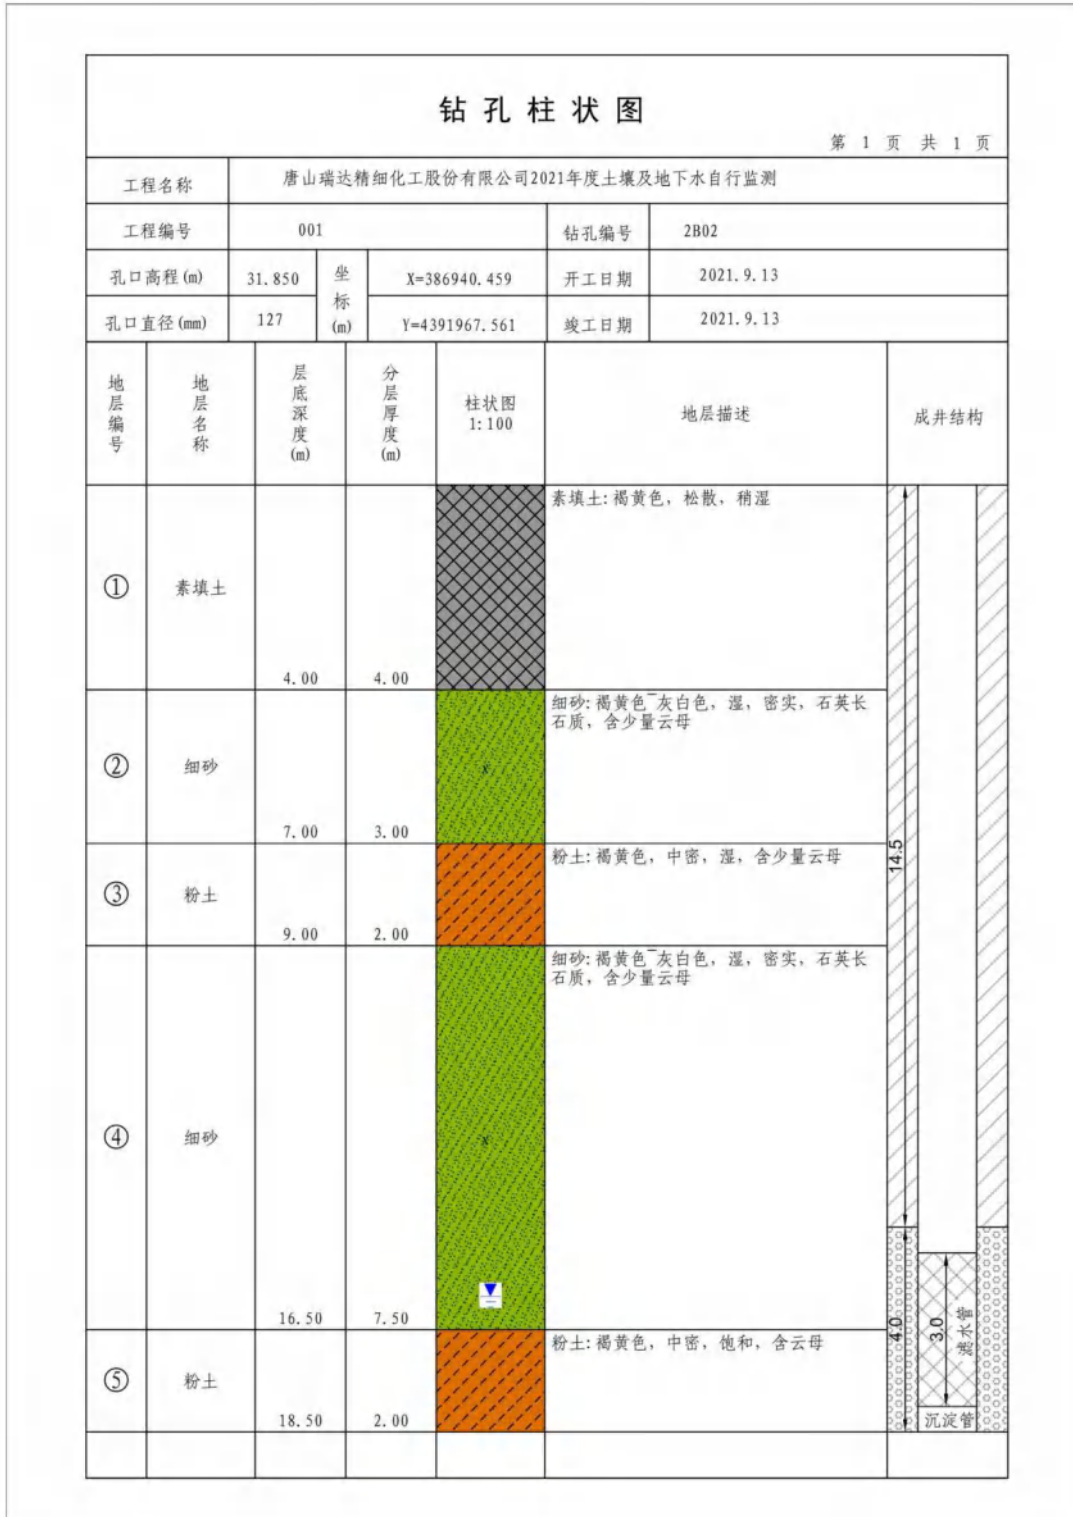 钻孔柱状图
第 1 页 共 1 页
工程名称 唐山瑞达精细化工股份有限公司2021年度土壤及地下水自行监测
工程编号 001 钻孔编号 2B02
孔口高程(m) 31.850 坐标(m) X=386940.459 开工日期 2021.9.13
孔口直径(mm) 127 Y=4391967.561 竣工日期 2021.9.13
地层编号 地层名称 层底深度(m) 分层厚度(m) 柱状图 1:100 地层描述 成井结构
素填土:褐黄色，松散，稍湿
① 素填土
4.00 4.00
细砂:褐黄色~灰白色，湿，密实，石英长
石质，含少量云母
② 细砂 x
7.00 3.00
粉土:褐黄色，中密，湿，含少量云母
14.5
③ 粉土
9.00 2.00
细砂:褐黄色~灰白色，湿，密实，石英长
石质，含少量云母
④ 细砂 x
16.50 7.50
4.0 3.0 滤水管
粉土:褐黄色，中密，饱和，含云母
⑤ 粉土
18.50 2.00 沉淀管